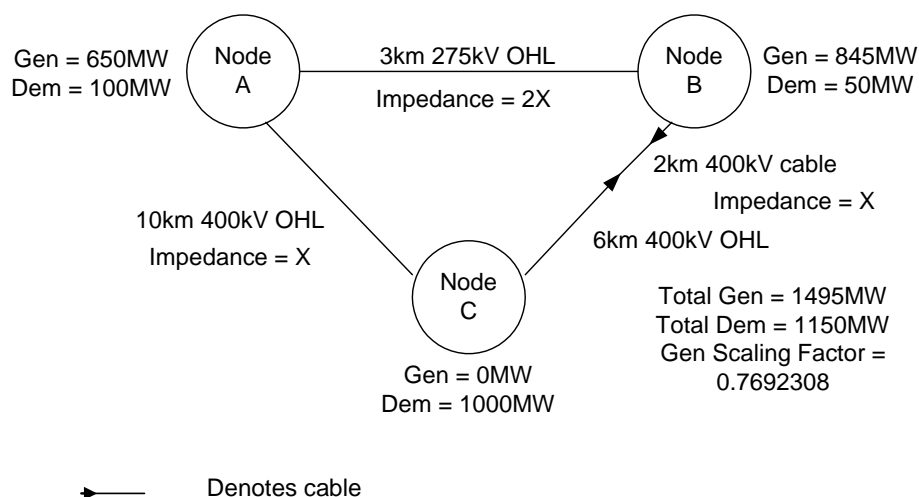 Gen = 650MW
Dem = 100MW
Node
A
3km 275kV OHL
Impedance = 2X
Node
B
Gen = 845MW
Dem = 50MW
2km 400kV cable
Impedance = X
10km 400kV OHL
Impedance = X
6km 400kV OHL
Node
C
Gen = 0MW
Dem = 1000MW
Total Gen = 1495MW
Total Dem = 1150MW
Gen Scaling Factor =
0.7692308
Denotes cable